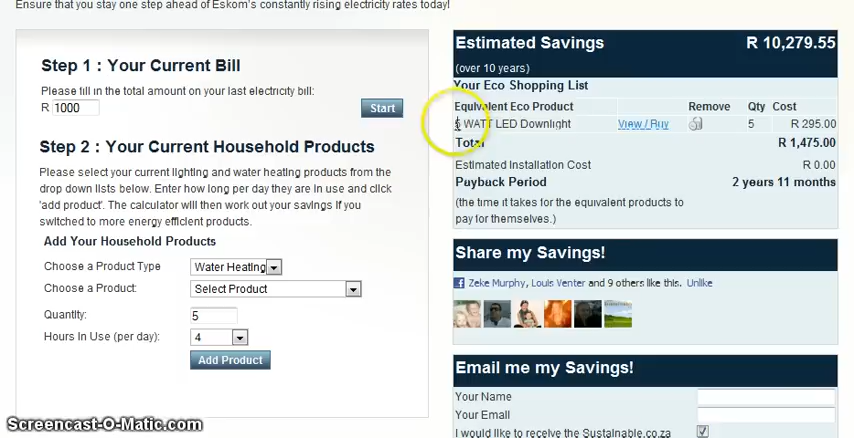 Ensure that you stay one step ahead of Eskom's constantly rising electricity rates today!
Step 1 : Your Current Bill
Please fill in the total amount on your last electricity bill:
R 1000 Start
Step 2 : Your Current Household Products
Please select your current lighting and water heating products from the
drop down lists below. Enter how long per day they are in use and click
'add product'. The calculator will then work out your savings if you
switched to more energy efficient products.
Add Your Household Products
Choose a Product Type Water Heating
Choose a Product: Select Product
Quantity: 5
Hours In Use (per day): 4
Add Product
Estimated Savings R 10,279.55
(over 10 years)
Your Eco Shopping List
Equivalent Eco Product Remove Qty Cost
5 WATT LED Downlight View / Buy 5 R 295.00
Total R 1,475.00
Estimated Installation Cost R 0.00
Payback Period 2 years 11 months
(the time it takes for the equivalent products to
pay for themselves.)
Share my Savings!
Zeke Murphy, Louis Venter and 9 others like this. Unlike
Email me my Savings!
Your Name
Your Email
I would like to receive the Sustainable.co.za
Screencast-O-Matic.com